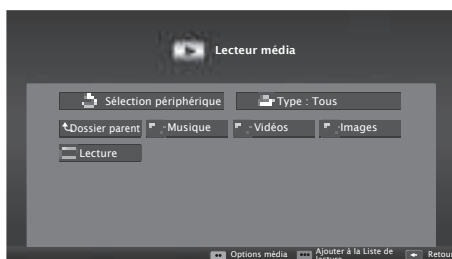 Lecteur média
Sélection périphérique Type : Tous
Dossier parent Musique Vidéos Images
Lecture
Options média Ajouter à la Liste de lecture Retour